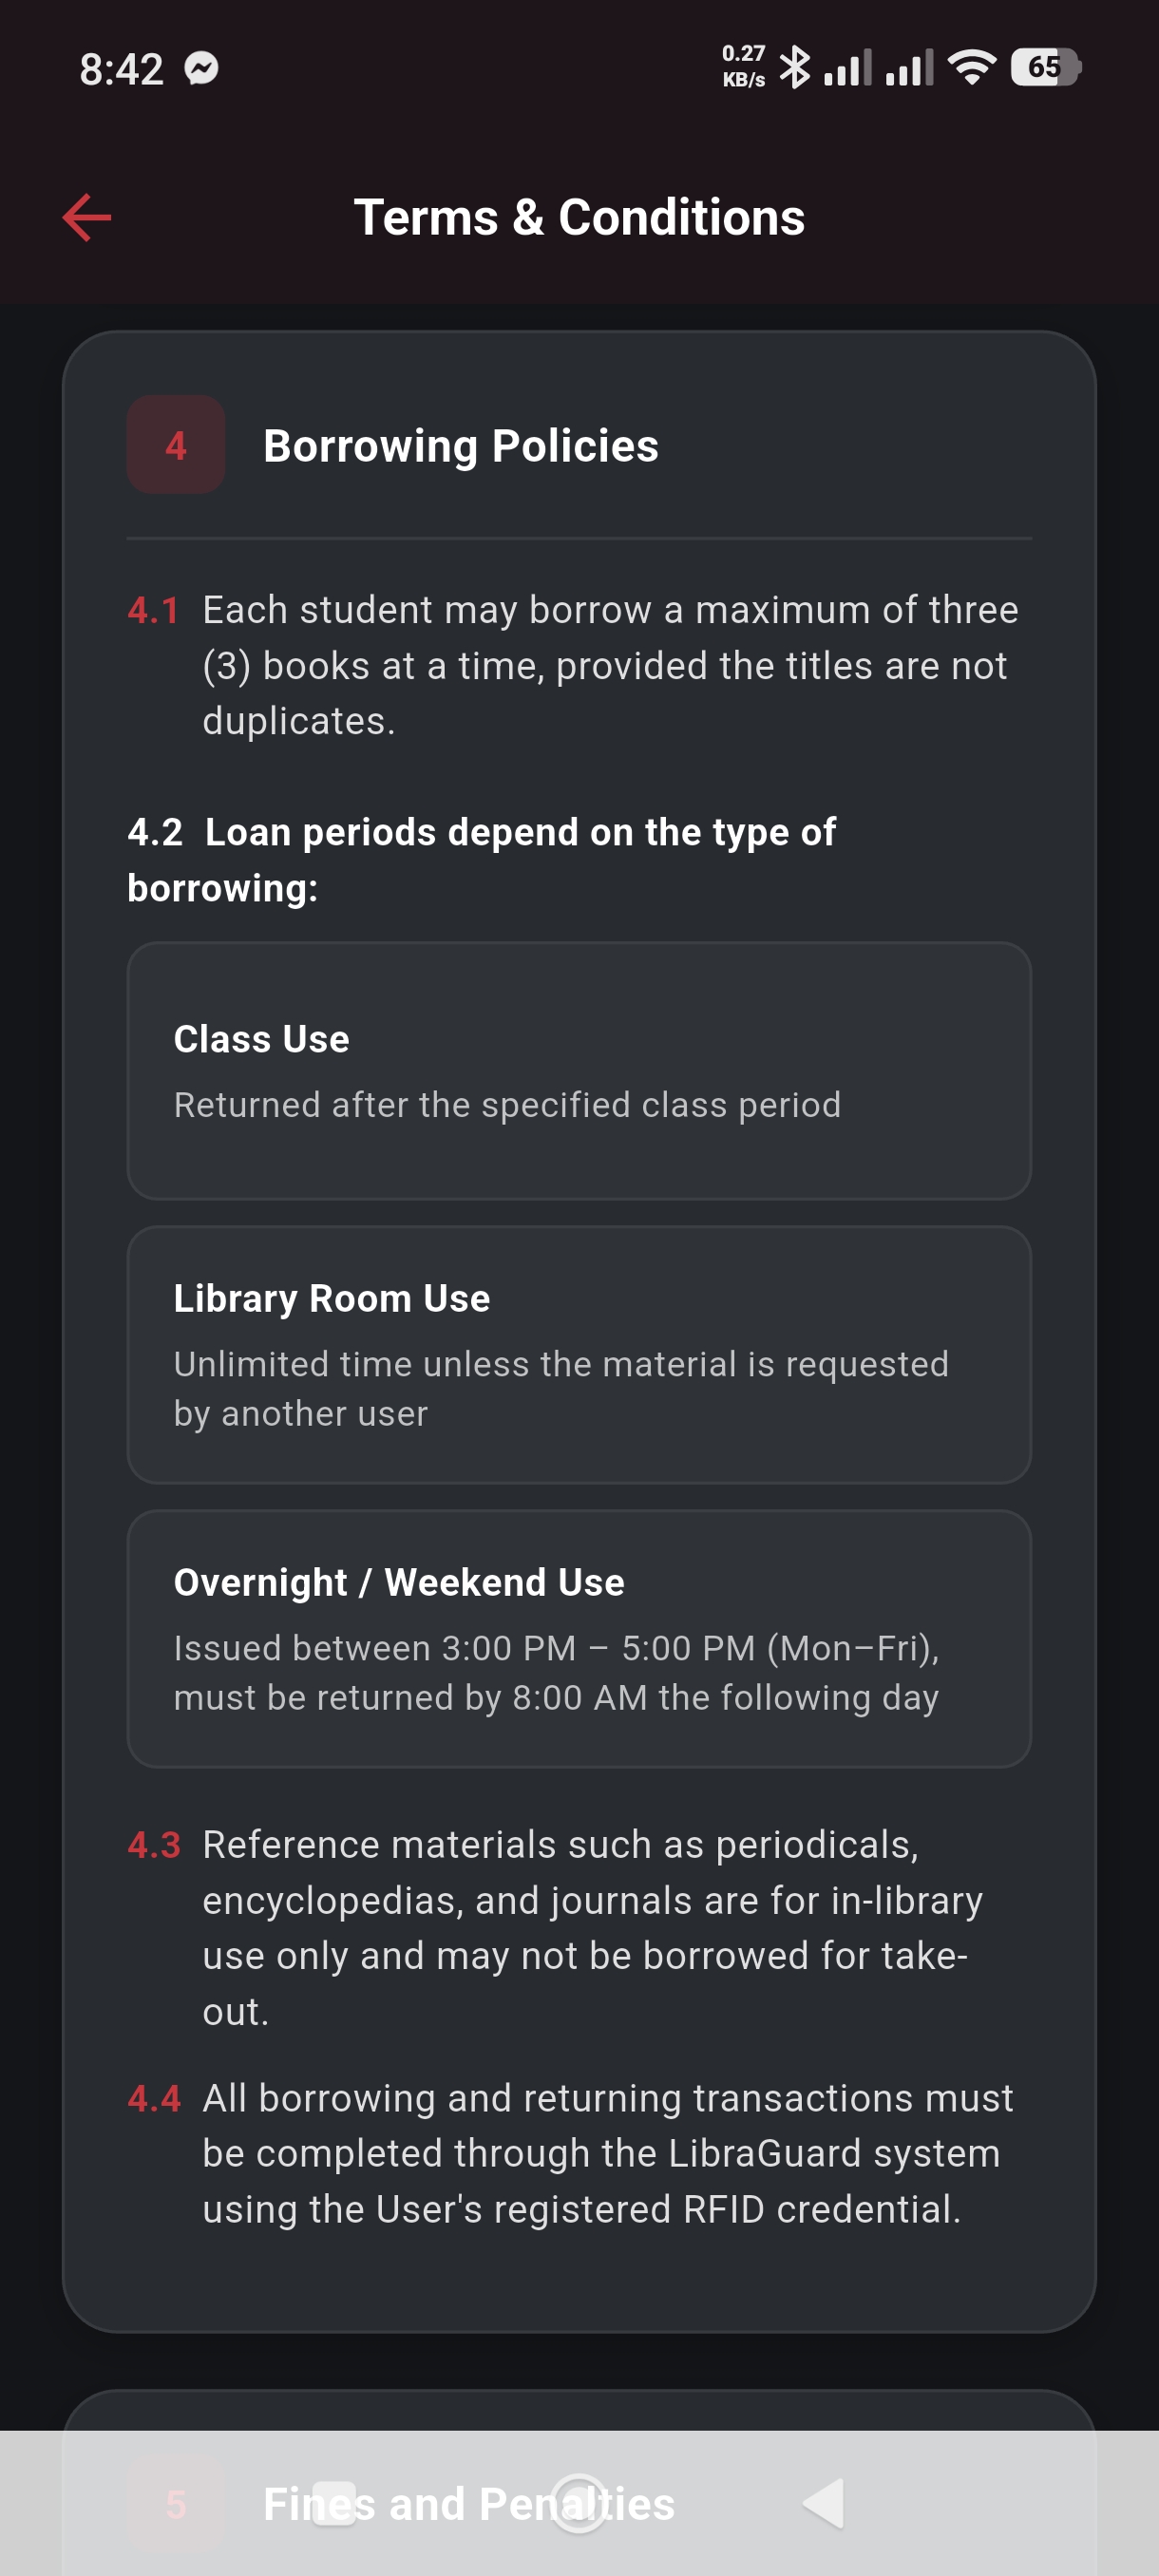 8:42
0.27
KB/s
65
Terms & Conditions
4 Borrowing Policies
4.1 Each student may borrow a maximum of three
(3) books at a time, provided the titles are not
duplicates.
4.2 Loan periods depend on the type of
borrowing:
Class Use
Returned after the specified class period
Library Room Use
Unlimited time unless the material is requested
by another user
Overnight / Weekend Use
Issued between 3:00 PM – 5:00 PM (Mon–Fri),
must be returned by 8:00 AM the following day
4.3 Reference materials such as periodicals,
encyclopedias, and journals are for in-library
use only and may not be borrowed for take-
out.
4.4 All borrowing and returning transactions must
be completed through the LibraGuard system
using the User's registered RFID credential.
5 Fines and Penalties